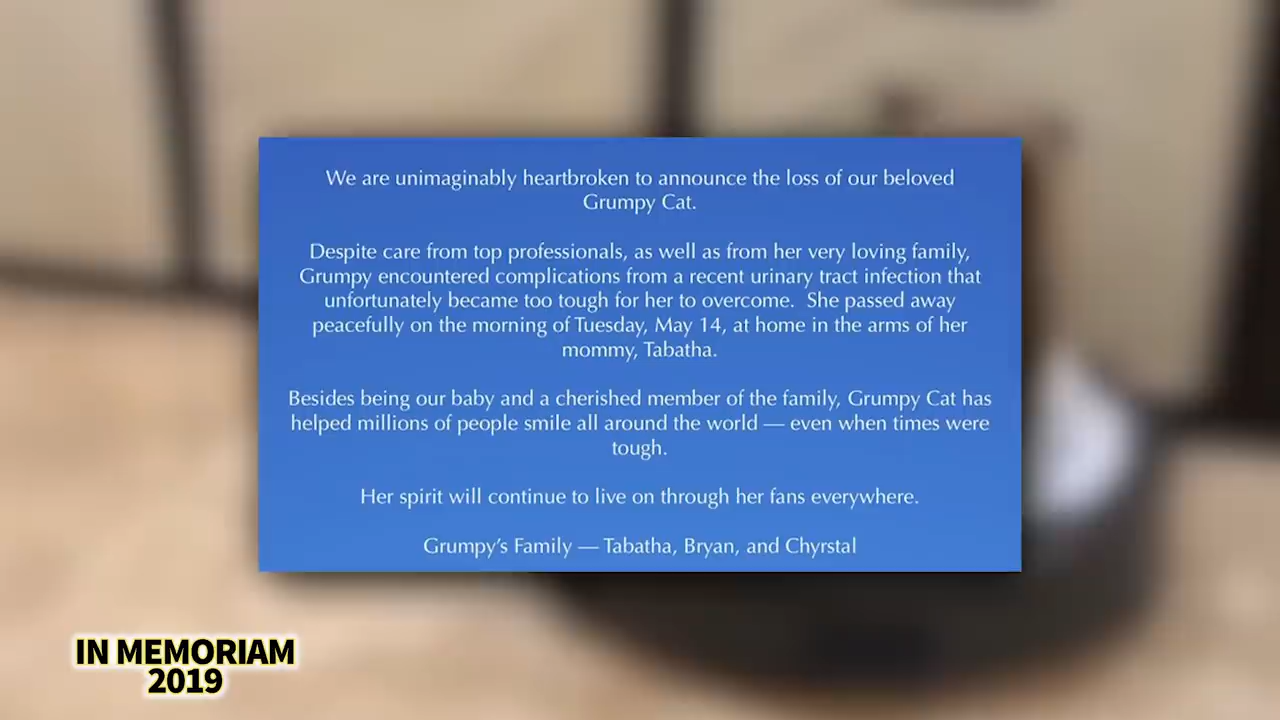 We are unimaginably heartbroken to announce the loss of our beloved
Grumpy Cat.
Despite care from top professionals, as well as from her very loving family,
Grumpy encountered complications from a recent urinary tract infection that
unfortunately became too tough for her to overcome.  She passed away
peacefully on the morning of Tuesday, May 14, at home in the arms of her
mommy, Tabatha.
Besides being our baby and a cherished member of the family, Grumpy Cat has
helped millions of people smile all around the world — even when times were
tough.
Her spirit will continue to live on through her fans everywhere.
Grumpy’s Family — Tabatha, Bryan, and Chyrstal
IN MEMORIAM
2019